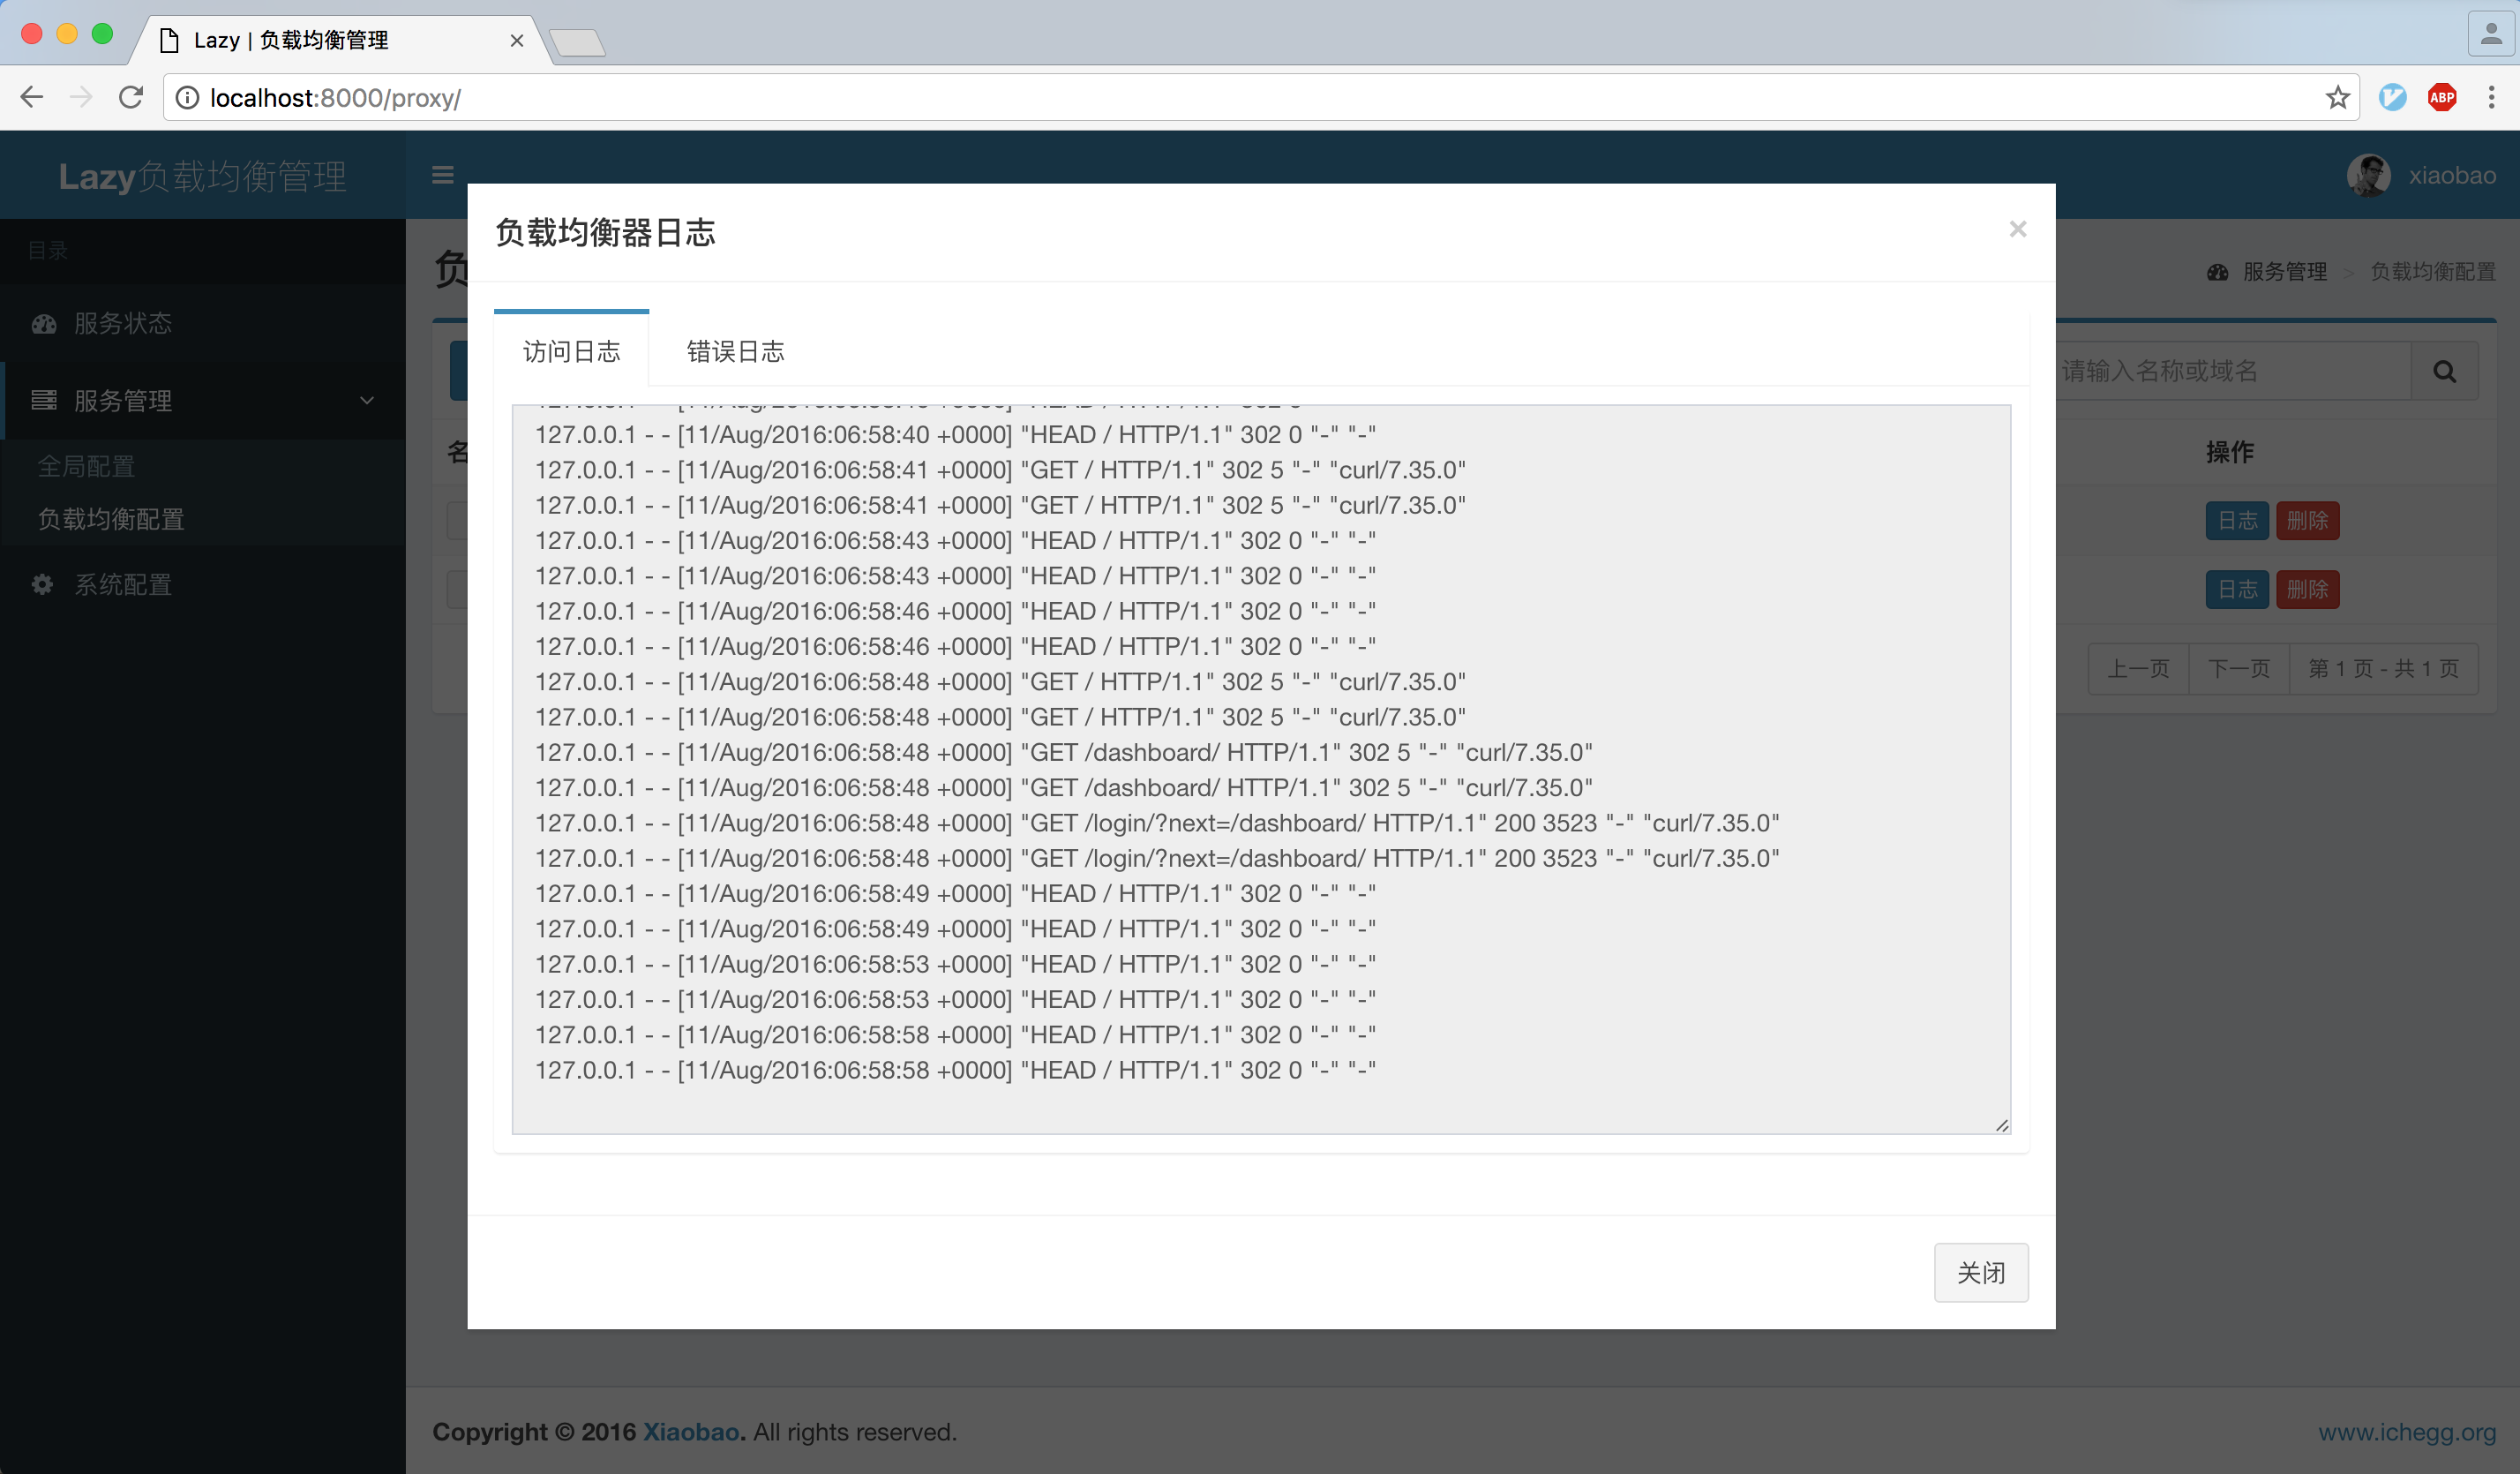 Lazy | 负载均衡管理
localhost:8000/proxy/
ABP
Lazy负载均衡管理
xiaobao
目录
服务状态
服务管理
全局配置
负载均衡配置
系统配置
负
服务管理 > 负载均衡配置
请输入名称或域名
名
操作
日志 删除
日志 删除
上一页 下一页 第 1 页 - 共 1 页
负载均衡器日志
×
访问日志 错误日志
127.0.0.1 - - [11/Aug/2016:06:58:40 +0000] "HEAD / HTTP/1.1" 302 0 "-" "-"
127.0.0.1 - - [11/Aug/2016:06:58:41 +0000] "GET / HTTP/1.1" 302 5 "-" "curl/7.35.0"
127.0.0.1 - - [11/Aug/2016:06:58:41 +0000] "GET / HTTP/1.1" 302 5 "-" "curl/7.35.0"
127.0.0.1 - - [11/Aug/2016:06:58:43 +0000] "HEAD / HTTP/1.1" 302 0 "-" "-"
127.0.0.1 - - [11/Aug/2016:06:58:43 +0000] "HEAD / HTTP/1.1" 302 0 "-" "-"
127.0.0.1 - - [11/Aug/2016:06:58:46 +0000] "HEAD / HTTP/1.1" 302 0 "-" "-"
127.0.0.1 - - [11/Aug/2016:06:58:46 +0000] "HEAD / HTTP/1.1" 302 0 "-" "-"
127.0.0.1 - - [11/Aug/2016:06:58:48 +0000] "GET / HTTP/1.1" 302 5 "-" "curl/7.35.0"
127.0.0.1 - - [11/Aug/2016:06:58:48 +0000] "GET / HTTP/1.1" 302 5 "-" "curl/7.35.0"
127.0.0.1 - - [11/Aug/2016:06:58:48 +0000] "GET /dashboard/ HTTP/1.1" 302 5 "-" "curl/7.35.0"
127.0.0.1 - - [11/Aug/2016:06:58:48 +0000] "GET /dashboard/ HTTP/1.1" 302 5 "-" "curl/7.35.0"
127.0.0.1 - - [11/Aug/2016:06:58:48 +0000] "GET /login/?next=/dashboard/ HTTP/1.1" 200 3523 "-" "curl/7.35.0"
127.0.0.1 - - [11/Aug/2016:06:58:48 +0000] "GET /login/?next=/dashboard/ HTTP/1.1" 200 3523 "-" "curl/7.35.0"
127.0.0.1 - - [11/Aug/2016:06:58:49 +0000] "HEAD / HTTP/1.1" 302 0 "-" "-"
127.0.0.1 - - [11/Aug/2016:06:58:49 +0000] "HEAD / HTTP/1.1" 302 0 "-" "-"
127.0.0.1 - - [11/Aug/2016:06:58:53 +0000] "HEAD / HTTP/1.1" 302 0 "-" "-"
127.0.0.1 - - [11/Aug/2016:06:58:53 +0000] "HEAD / HTTP/1.1" 302 0 "-" "-"
127.0.0.1 - - [11/Aug/2016:06:58:58 +0000] "HEAD / HTTP/1.1" 302 0 "-" "-"
127.0.0.1 - - [11/Aug/2016:06:58:58 +0000] "HEAD / HTTP/1.1" 302 0 "-" "-"
关闭
Copyright © 2016 Xiaobao. All rights reserved.
www.ichegg.org